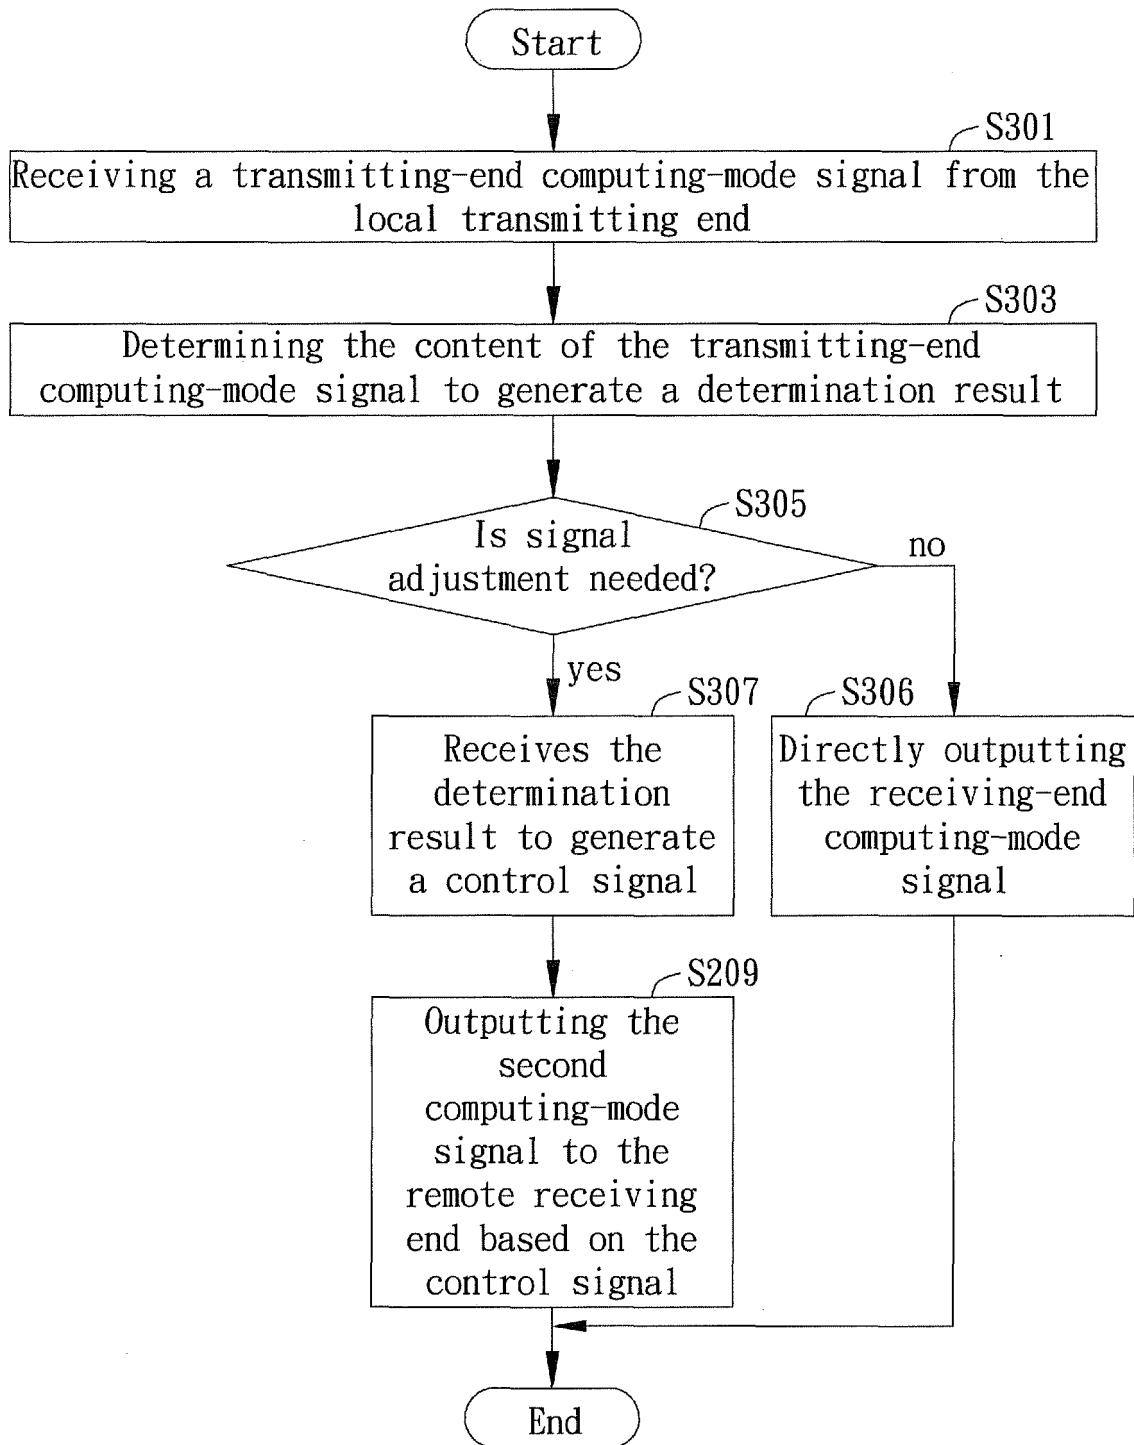 Start
S301
Receiving a transmitting-end computing-mode signal from the
local transmitting end
S303
Determining the content of the transmitting-end
computing-mode signal to generate a determination result
S305
Is signal
adjustment needed?
no
yes
S307
Receives the
determination
result to generate
a control signal
S306
Directly outputting
the receiving-end
computing-mode
signal
S209
Outputting the
second
computing-mode
signal to the
remote receiving
end based on the
control signal
End